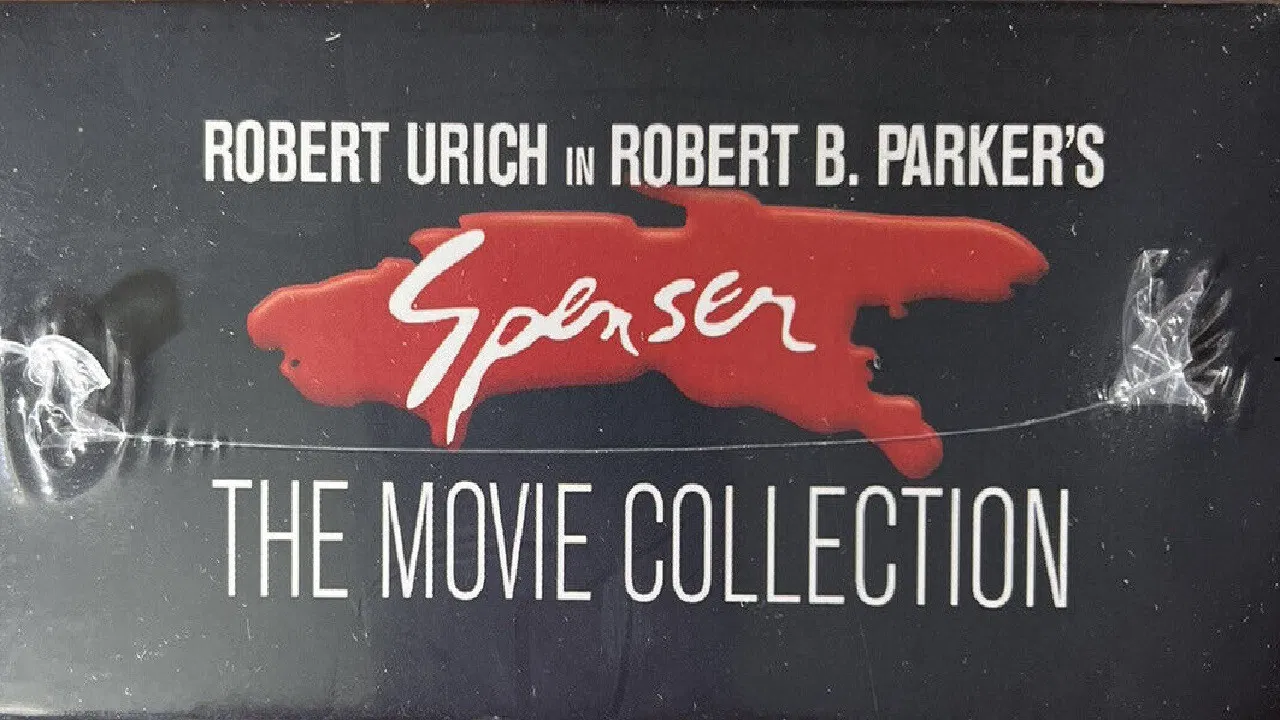 ROBERT URICH IN ROBERT B. PARKER'S
Spenser
THE MOVIE COLLECTION